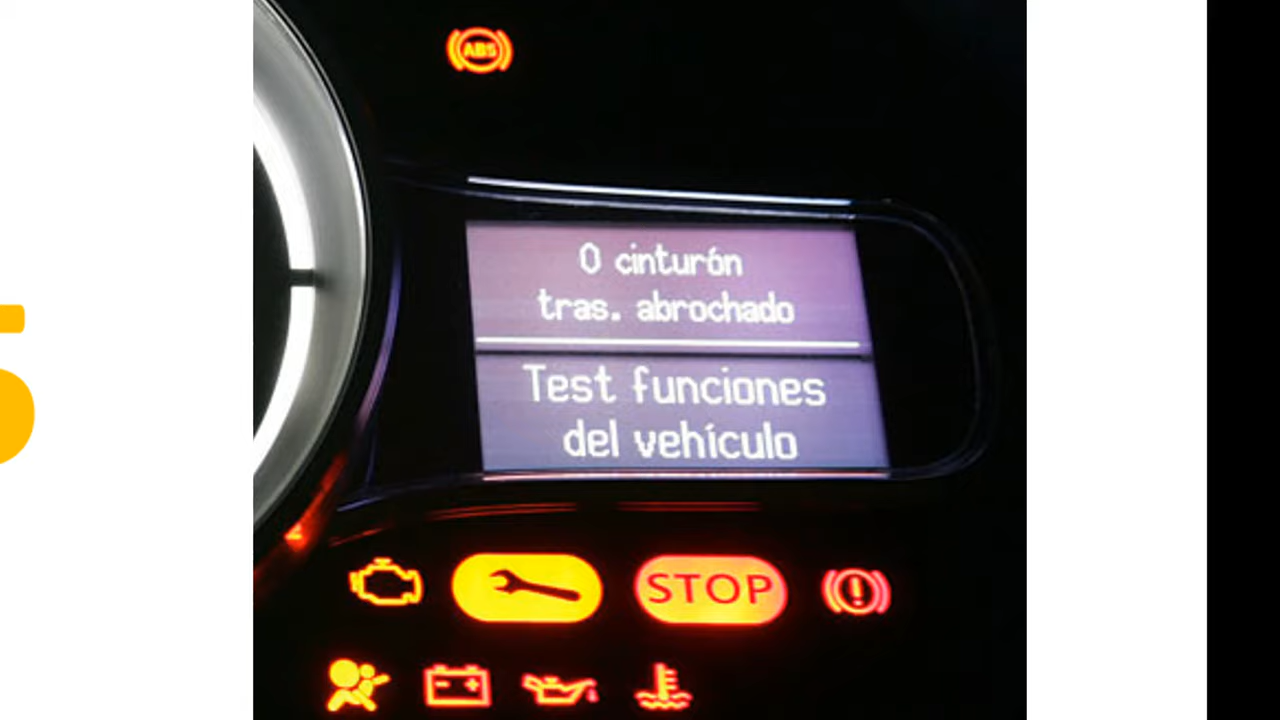 ABS
0 cinturón
tras. abrochado
Test funciones
del vehículo
STOP